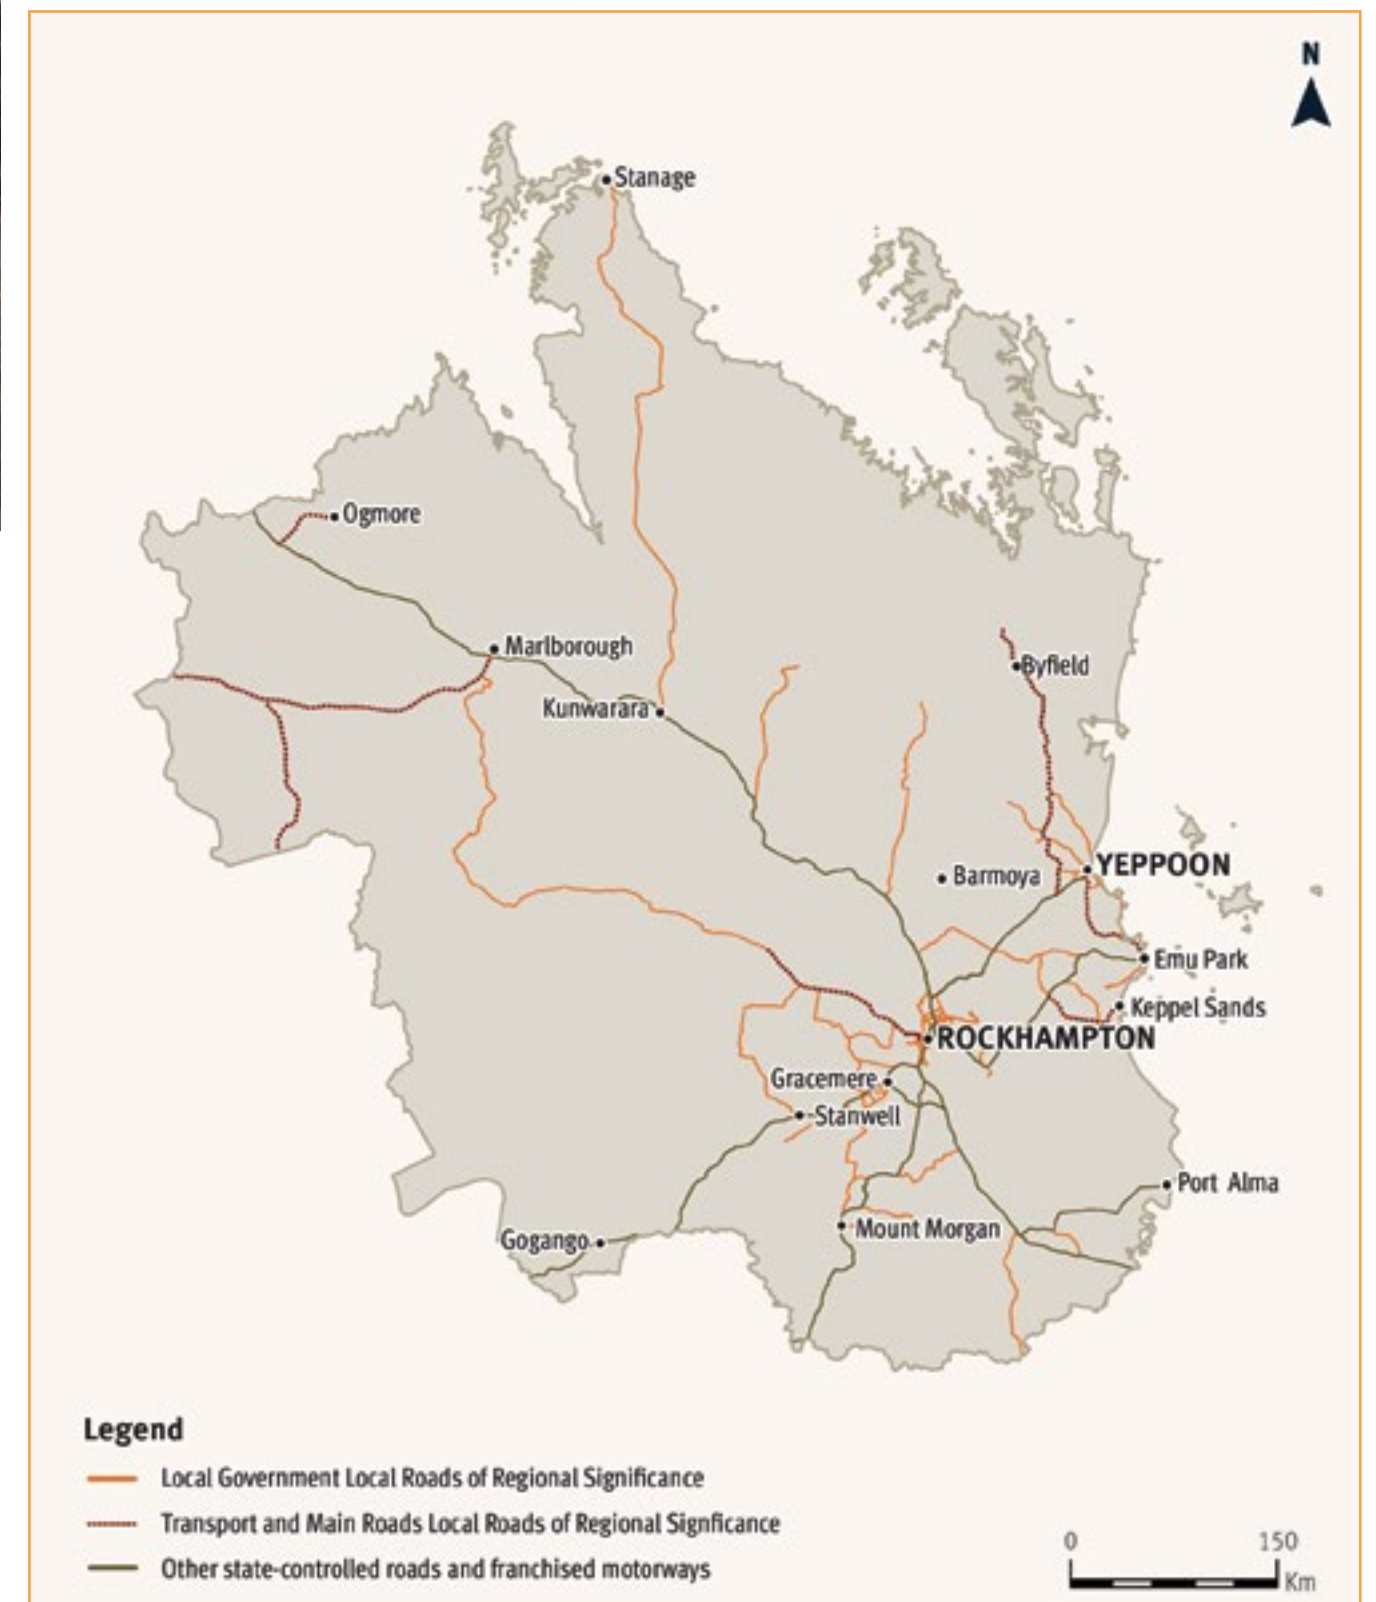 N
Stanage
Ogmore
Marlborough
Byfield
Kunwarara
YEPPOON
Barmoya
Emu Park
Keppel Sands
ROCKHAMPTON
Gracemere
Stanwell
Port Alma
Mount Morgan
Gogango
Legend
Local Government Local Roads of Regional Significance
Transport and Main Roads Local Roads of Regional Signficance
Other state-controlled roads and franchised motorways
0 150
Km